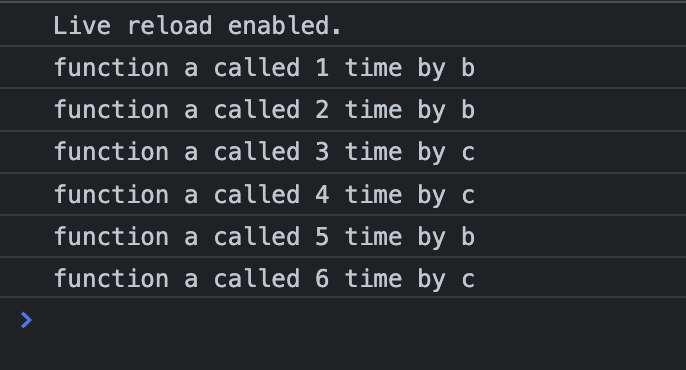 Live reload enabled.
function a called 1 time by b
function a called 2 time by b
function a called 3 time by c
function a called 4 time by c
function a called 5 time by b
function a called 6 time by c